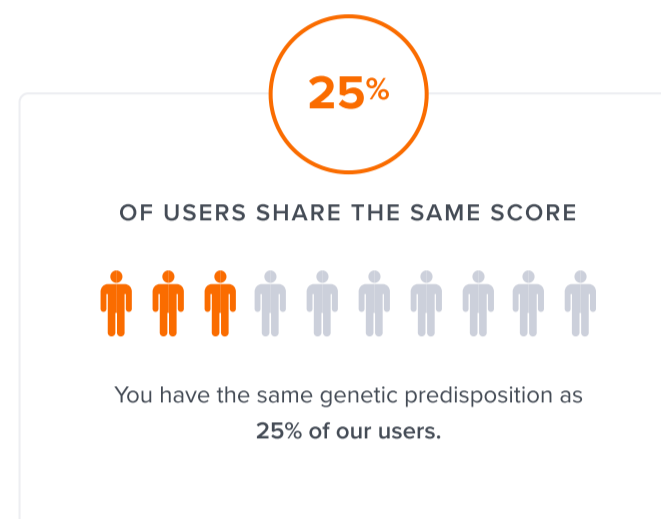 25%
OF USERS SHARE THE SAME SCORE
You have the same genetic predisposition as
25% of our users.